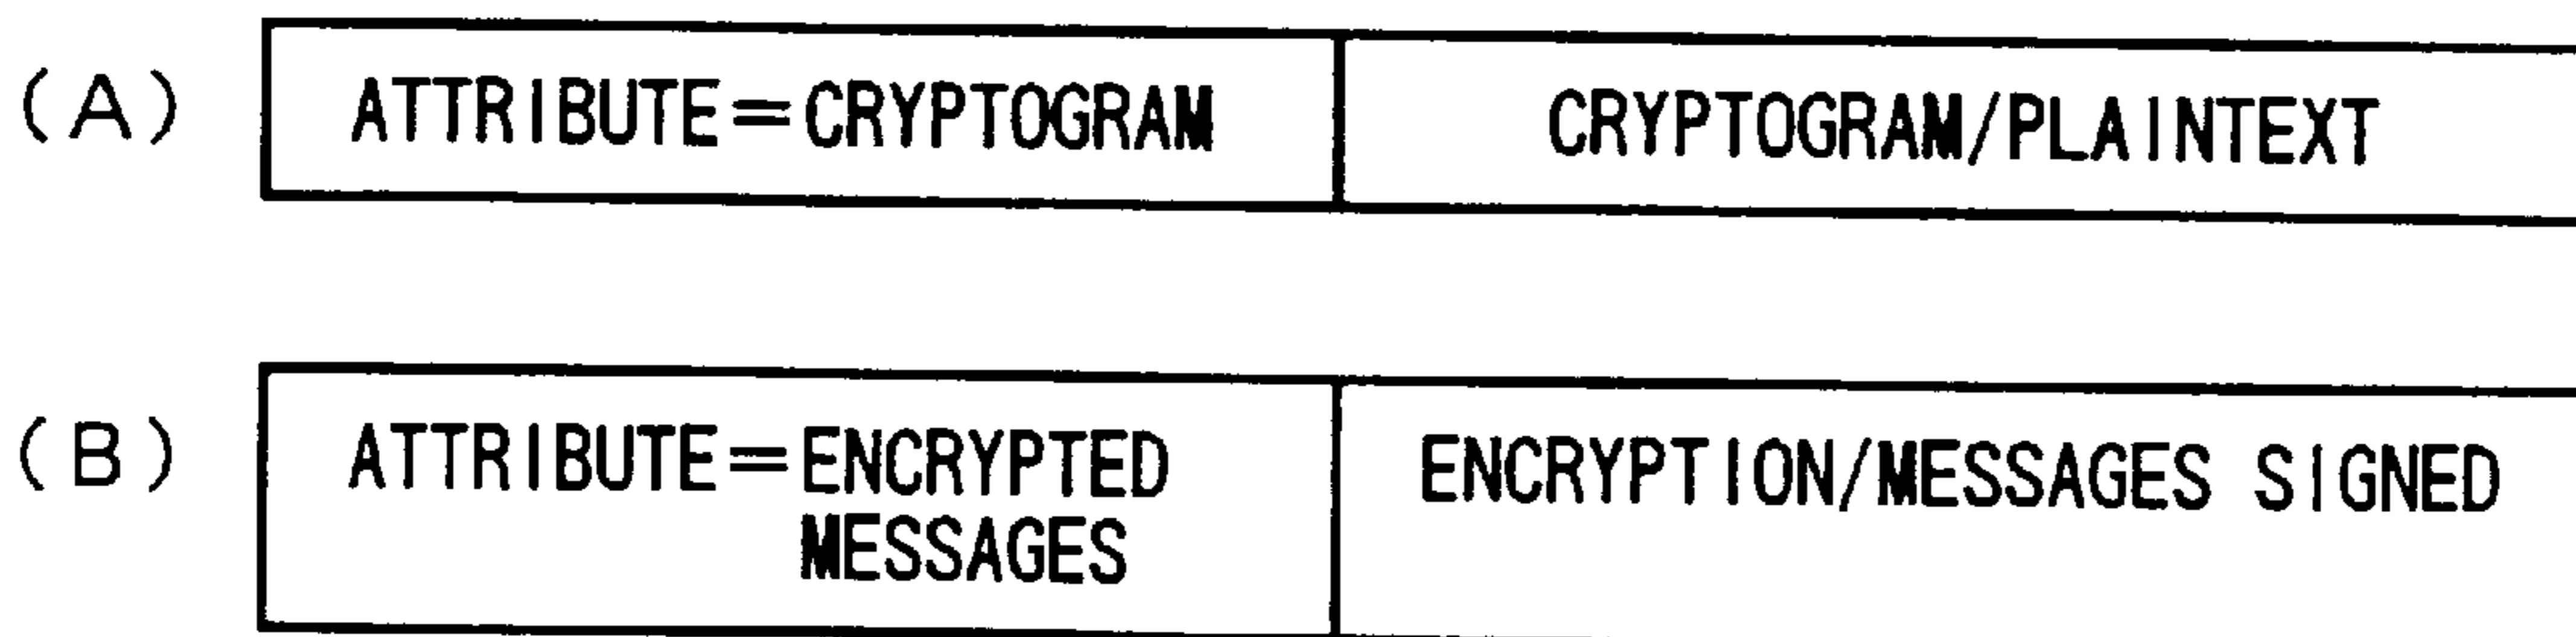 (A) ATTRIBUTE=CRYPTOGRAM CRYPTOGRAM/PLAINTEXT
(B) ATTRIBUTE=ENCRYPTED ENCRYPTION/MESSAGES SIGNED
MESSAGES